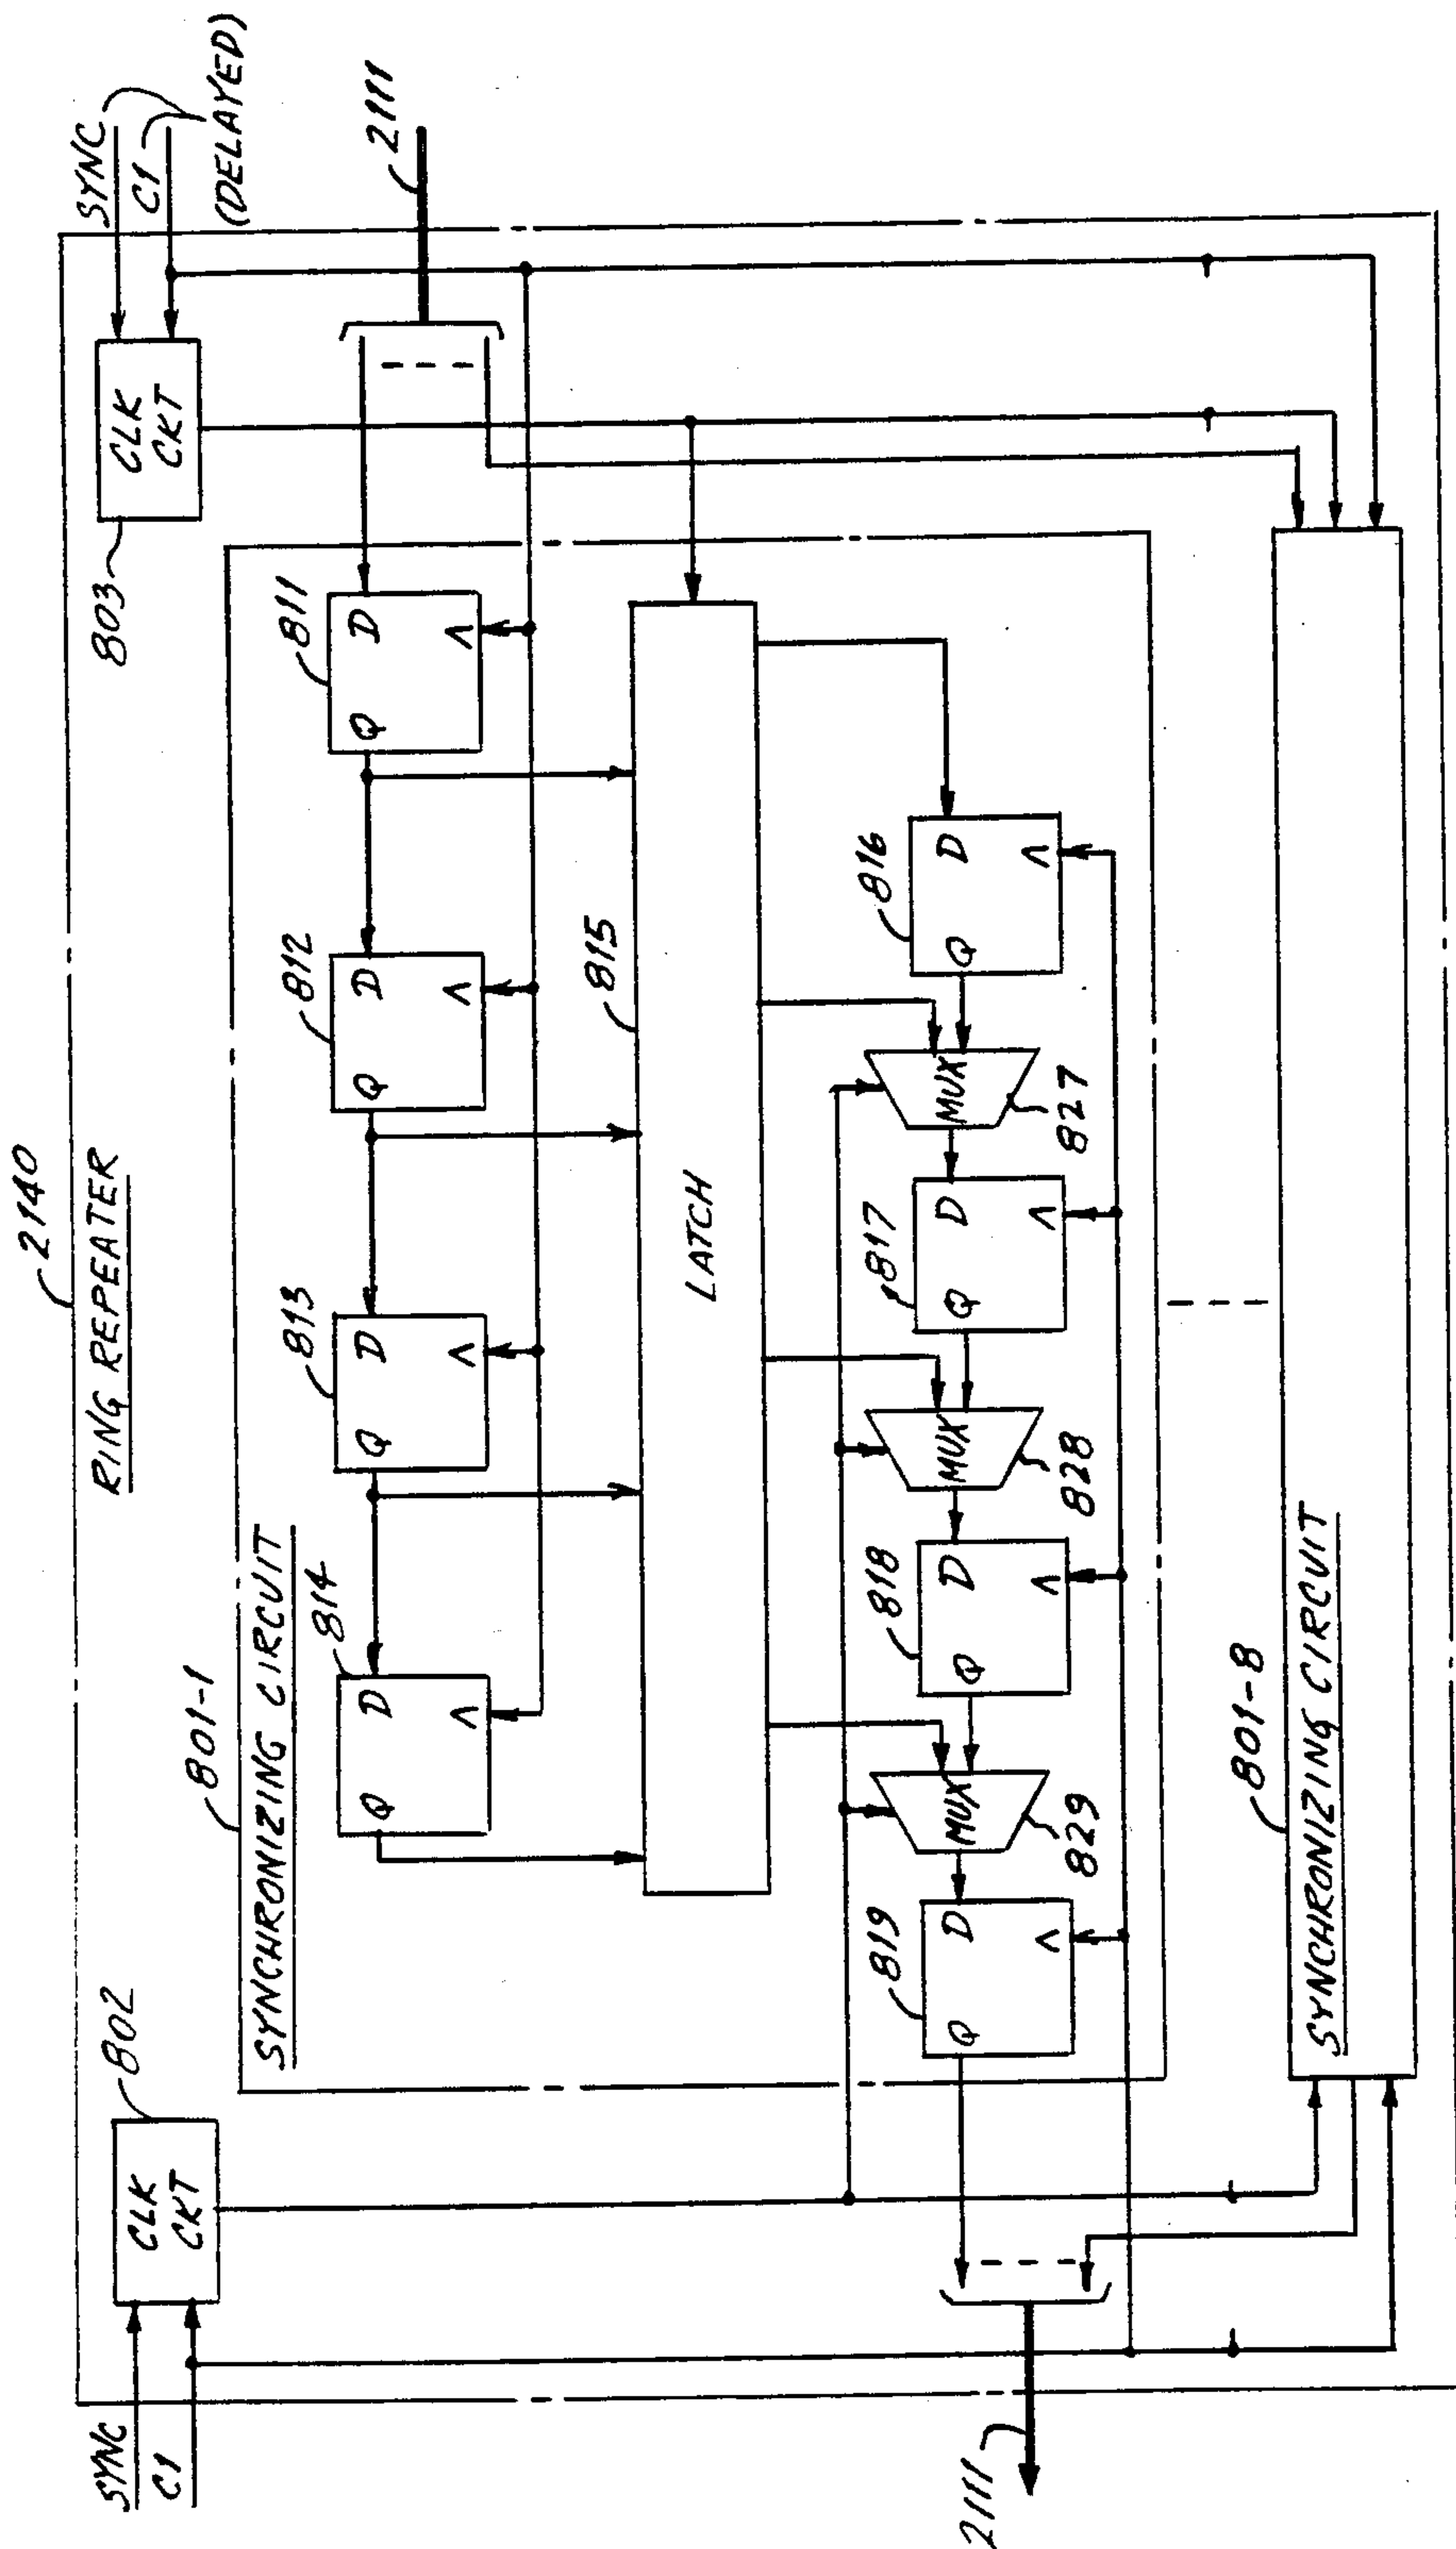 2140
RING REPEATER
SYNC
C1
CLK
CKT
802
803
CLK
CKT
SYNC
C1
(DELAYED)
801-1
SYNCHRONIZING CIRCUIT
814
Q
D
813
Q
D
812
Q
D
811
Q
D
2111
815
LATCH
819
Q
D
MUX
829
818
Q
D
MUX
828
817
Q
D
MUX
827
816
Q
D
2111
801-8
SYNCHRONIZING CIRCUIT